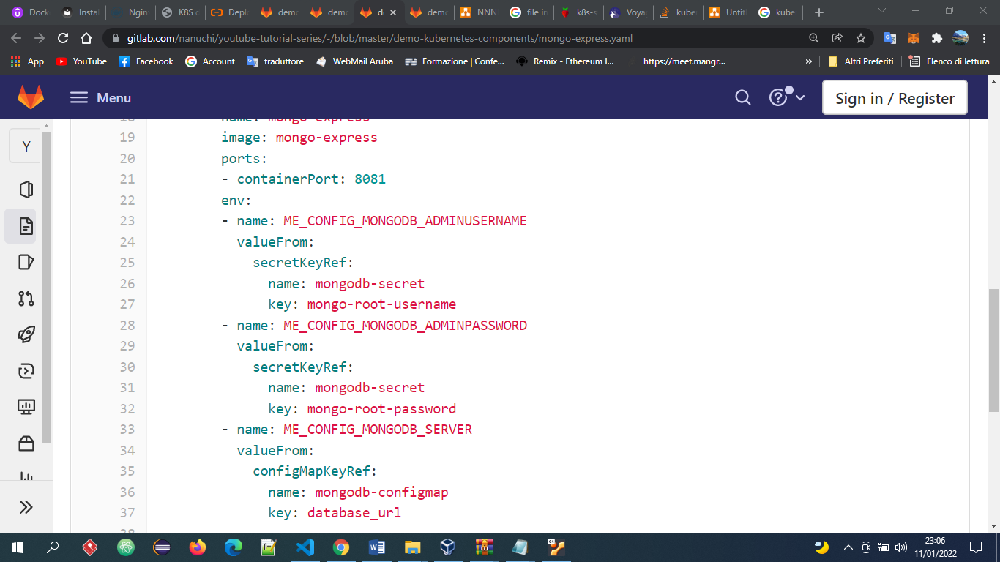 Dock
Instal
Nginx
K8S c
Deplo
demo
demo
de
demo
NNN
file in
k8s-s
Voya
kuber
Untitl
kuber
gitlab.com/nanuchi/youtube-tutorial-series/-/blob/master/demo-kubernetes-components/mongo-express.yaml
App
YouTube
Facebook
Account
traduttore
WebMail Aruba
Formazione | Confe...
Remix - Ethereum I...
https://meet.mangr...
»
Altri Preferiti
Elenco di lettura
Menu
Sign in / Register
Y
18 name: mongo-express
19 image: mongo-express
20 ports:
21 - containerPort: 8081
22 env:
23 - name: ME_CONFIG_MONGODB_ADMINUSERNAME
24 valueFrom:
25 secretKeyRef:
26 name: mongodb-secret
27 key: mongo-root-username
28 - name: ME_CONFIG_MONGODB_ADMINPASSWORD
29 valueFrom:
30 secretKeyRef:
31 name: mongodb-secret
32 key: mongo-root-password
33 - name: ME_CONFIG_MONGODB_SERVER
34 valueFrom:
35 configMapKeyRef:
36 name: mongodb-configmap
37 key: database_url
38
23:06
11/01/2022